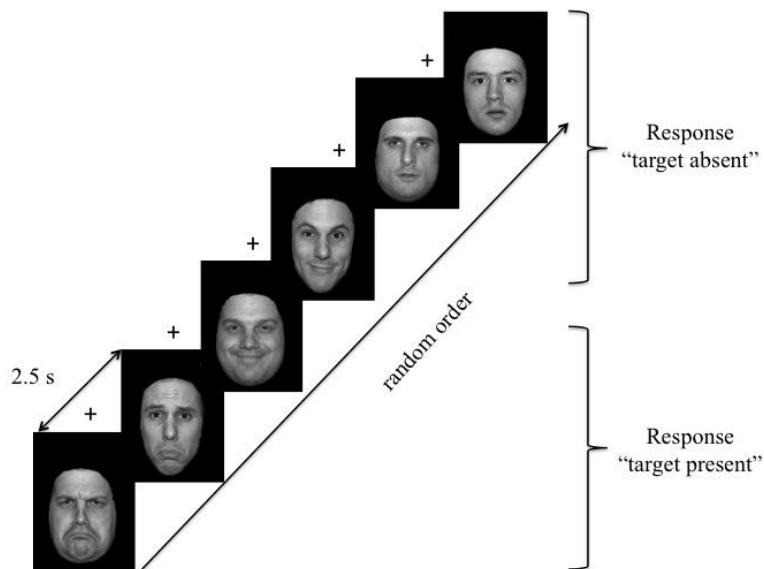 +
+
Response
“target absent”
+
+
random order
2.5 s
+
Response
“target present”